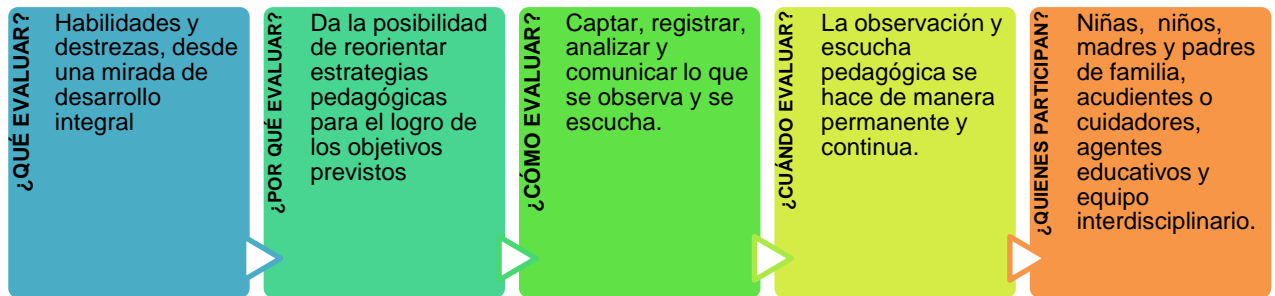 ¿QUÉ EVALUAR?
Habilidades y
destrezas, desde
una mirada de
desarrollo
integral
¿POR QUÉ EVALUAR?
Da la posibilidad
de reorientar
estrategias
pedagógicas
para el logro de
los objetivos
previstos
¿CÓMO EVALUAR?
Captar, registrar,
analizar y
comunicar lo que
se observa y se
escucha.
¿CUÁNDO EVALUAR?
La observación y
escucha
pedagógica se
hace de manera
permanente y
continua.
¿QUIENES PARTICIPAN?
Niñas, niños,
madres y padres
de familia,
acudientes o
cuidadores,
agentes
educativos y
equipo
interdisciplinario.